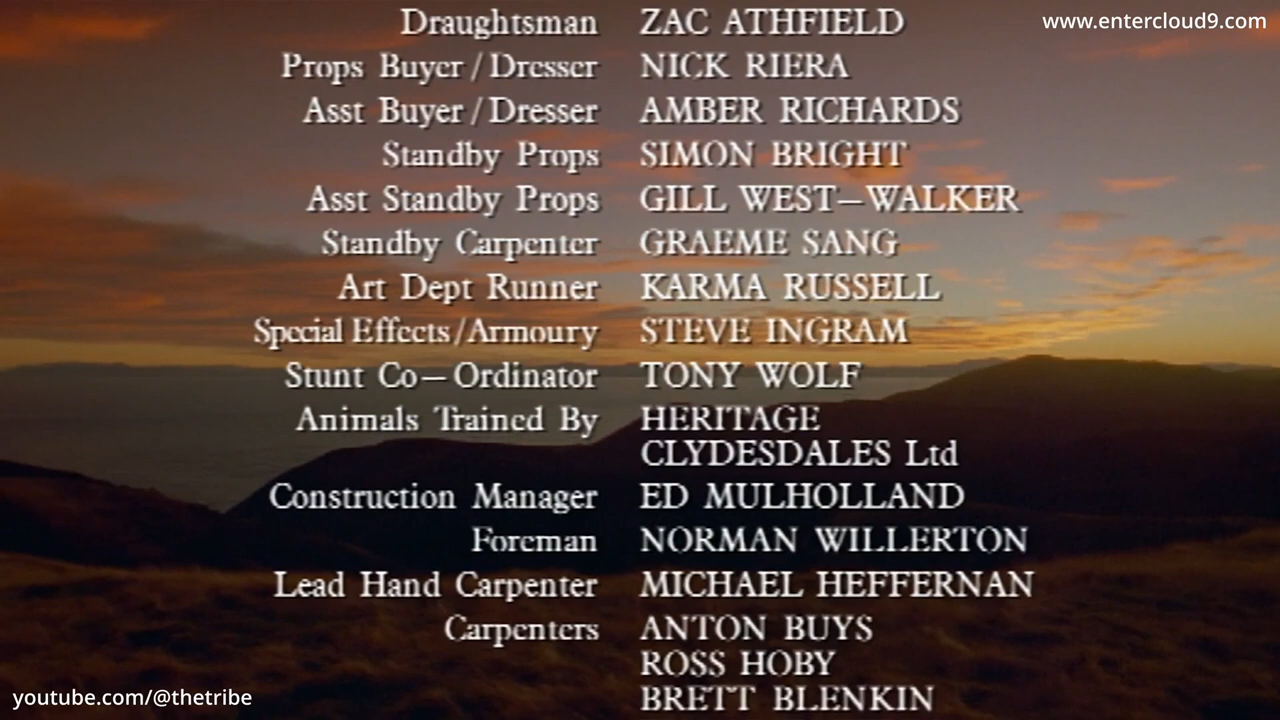 www.entercloud9.com
Draughtsman ZAC ATHFIELD
Props Buyer / Dresser NICK RIERA
Asst Buyer / Dresser AMBER RICHARDS
Standby Props SIMON BRIGHT
Asst Standby Props GILL WEST—WALKER
Standby Carpenter GRAEME SANG
Art Dept Runner KARMA RUSSELL
Special Effects/Armoury STEVE INGRAM
Stunt Co—Ordinator TONY WOLF
Animals Trained By HERITAGE
CLYDESDALES Ltd
Construction Manager ED MULHOLLAND
Foreman NORMAN WILLERTON
Lead Hand Carpenter MICHAEL HEFFERNAN
Carpenters ANTON BUYS
ROSS HOBY
BRETT BLENKIN
youtube.com/@thetribe